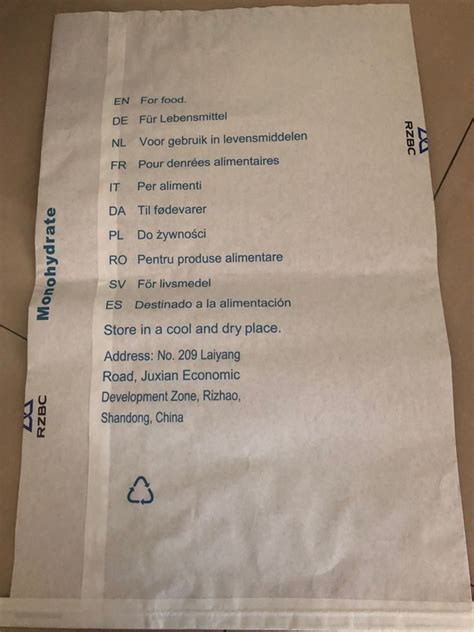 EN For food.
DE Für Lebensmittel
NL Voor gebruik in levensmiddelen
FR Pour denrées alimentaires
IT Per alimenti
DA Til fødevarer
PL Do żywności
RO Pentru produse alimentare
SV För livsmedel
ES Destinado a la alimentación
Store in a cool and dry place.
Address: No. 209 Laiyang
Road, Juxian Economic
Development Zone, Rizhao,
Shandong, China
Monohydrate
RZBC
RZBC